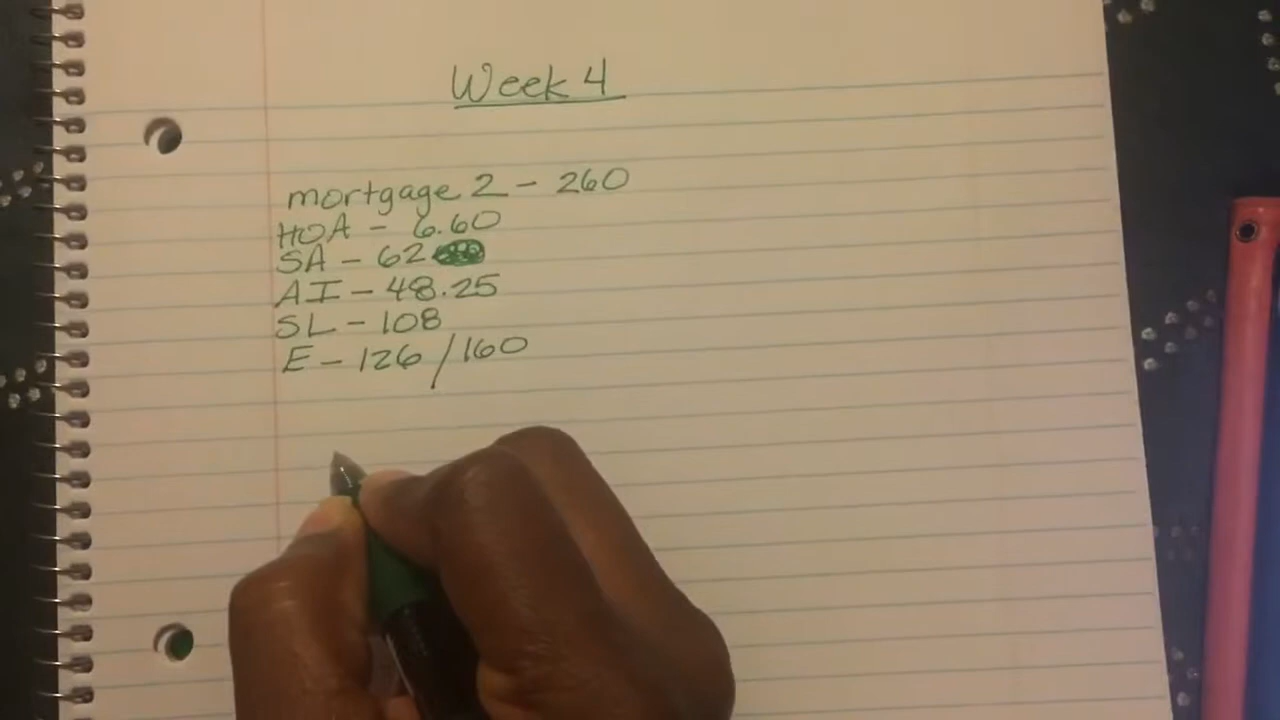 Week 4
mortgage 2 - 260
HOA - 6.60
SA - 62
AI - 48.25
SL - 108
E - 126 / 160